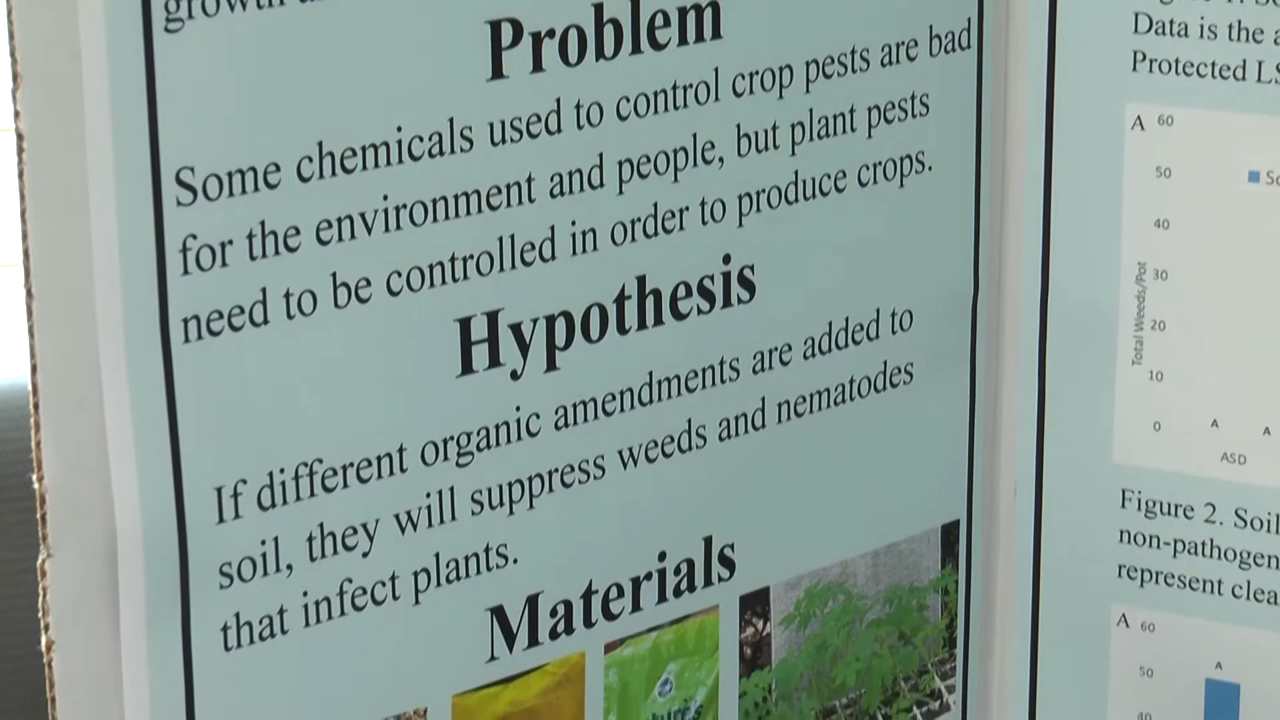 growth
Problem
Some chemicals used to control crop pests are bad
for the environment and people, but plant pests
need to be controlled in order to produce crops.
Hypothesis
If different organic amendments are added to
soil, they will suppress weeds and nematodes
that infect plants.
Materials
Data is the
Protected
A 60
50
40
30
20
10
0
Total Weeds/Pot
A
A
ASD
Figure 2. Soil
non-pathogen
represent clea
A 60
50
40
A